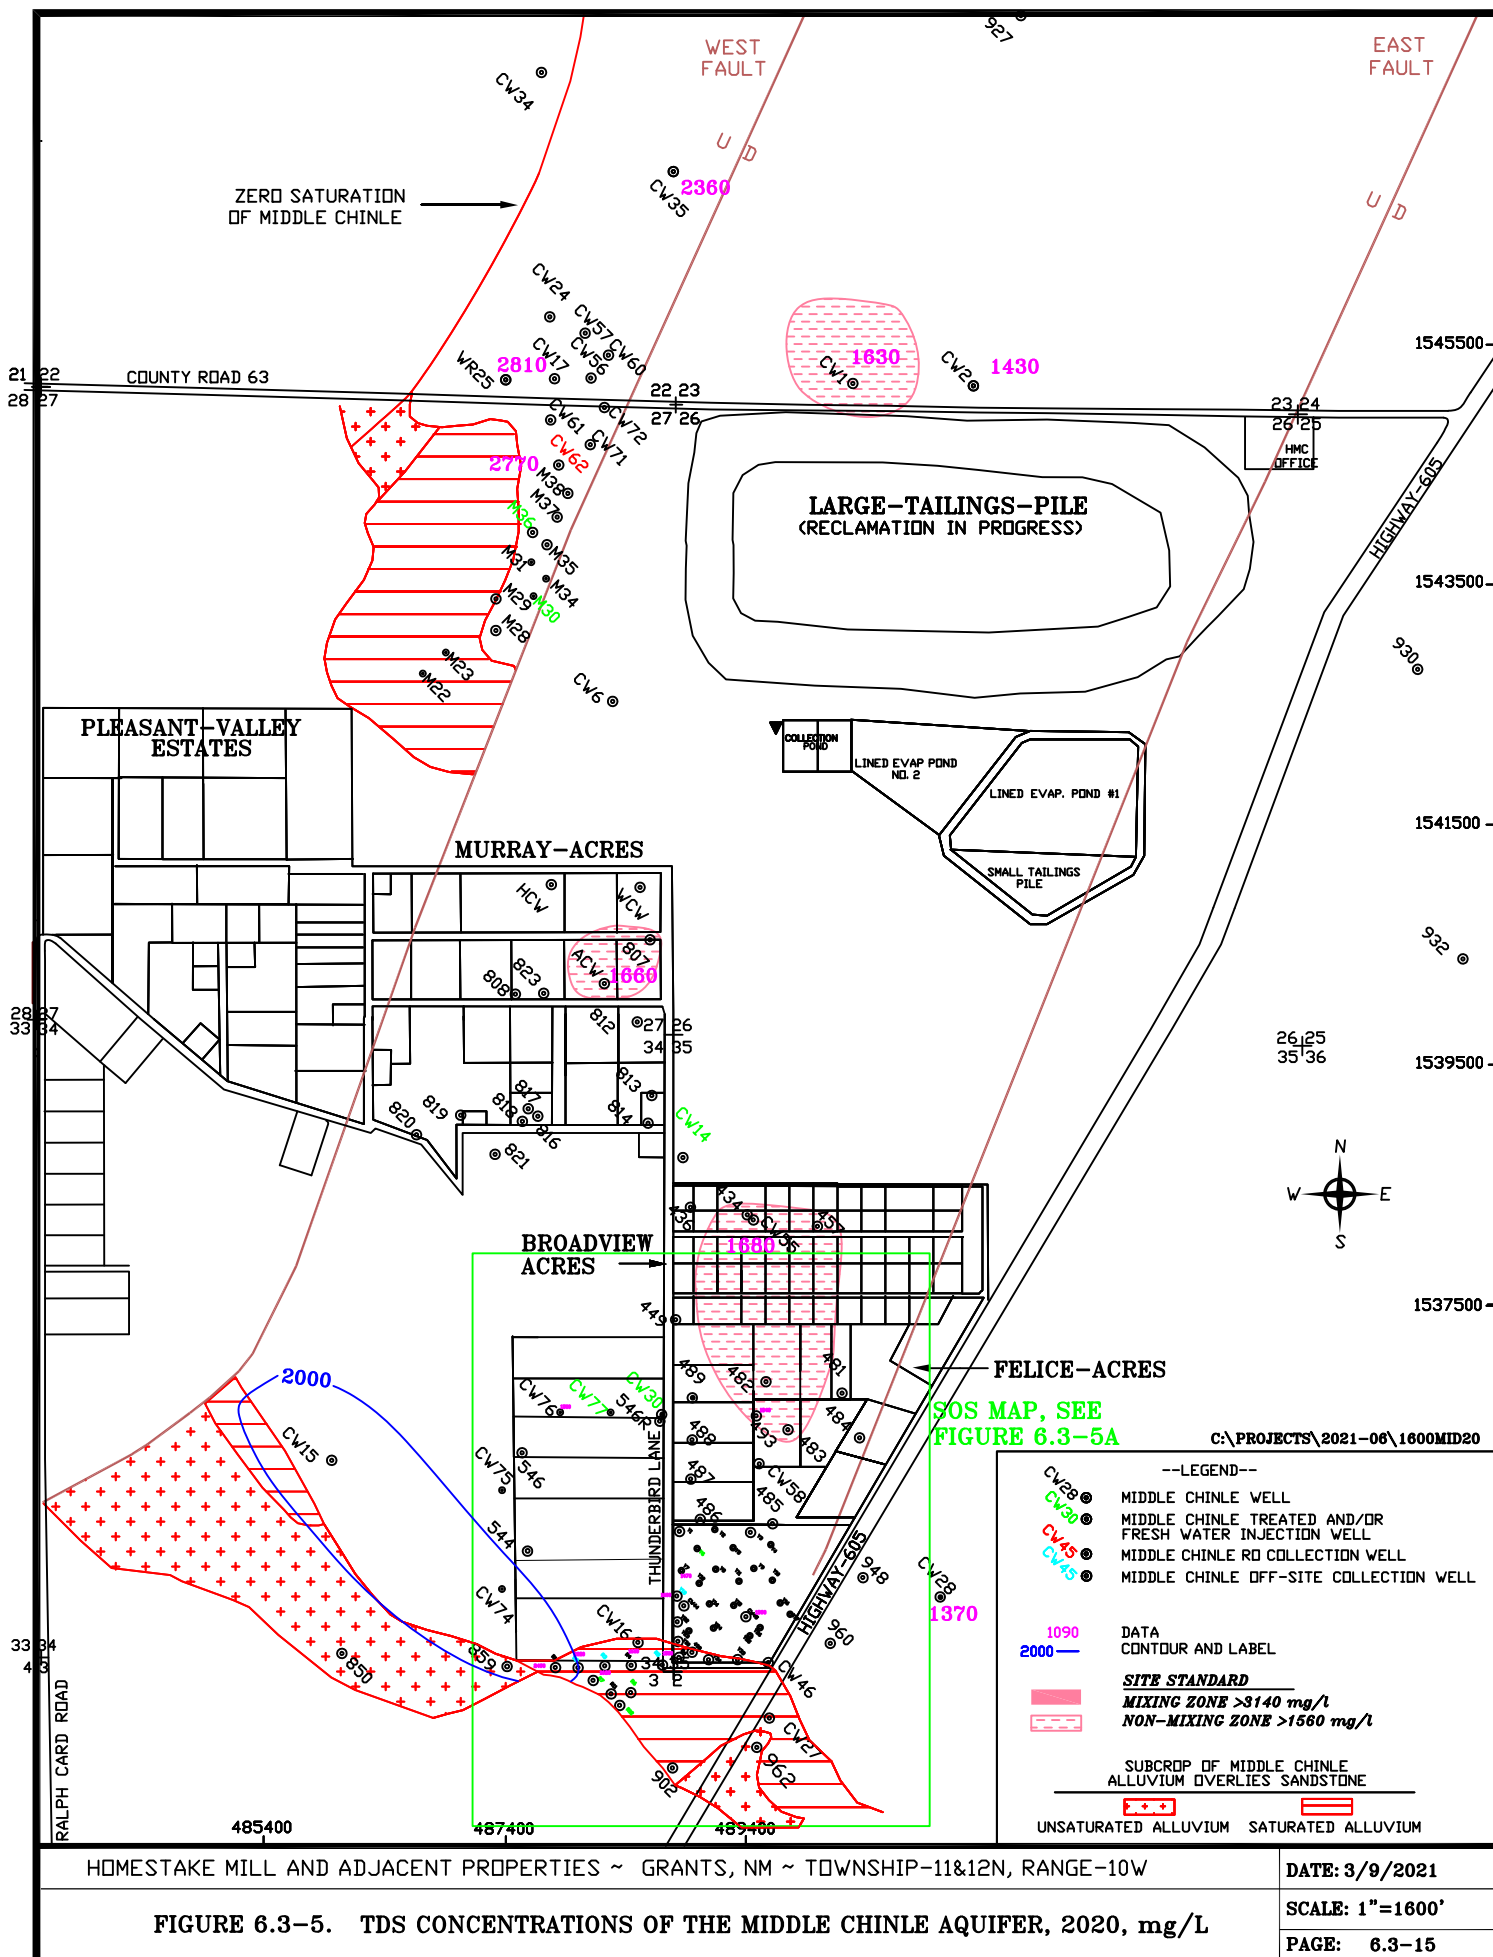 927
WEST
FAULT
EAST
FAULT
CW34
U D
ZERO SATURATION
OF MIDDLE CHINLE
2360
CW35
U D
CW24
CW57
CW60
CW17
CW56
WR25
2810
1630
CW1
CW2
1430
1545500
21 22
28 27
COUNTY ROAD 63
22 23
27 26
23 24
26 25
HMC
OFFICE
CW61
CW72
CW71
CW62
2770
M38
M37
M36
M35
M31
M34
M29
M30
M28
M23
M22
CW6
LARGE-TAILINGS-PILE
(RECLAMATION IN PROGRESS)
HIGHWAY-605
1543500
930
PLEASANT-VALLEY
ESTATES
COLLECTION
POND
LINED EVAP POND
NO. 2
LINED EVAP. POND #1
SMALL TAILINGS
PILE
1541500
MURRAY-ACRES
HCW
WCW
807
ACW
1660
823
808
812
932
28 27
33 34
27 26
34 35
26 25
35 36
1539500
813
814
817
818
816
819
820
821
CW14
N
W E
S
434
436
CW55
457
1680
BROADVIEW
ACRES
449
1537500
FELICE-ACRES
2000
CW76
CW77
CW30
546R
489
482
481
493
483
484
488
487
486
485
CW58
CW15
CW75
546
544
CW74
THUNDERBIRD LANE
SOS MAP, SEE
FIGURE 6.3-5A
C:\PROJECTS\2021-06\1600MID20
HIGHWAY-605
948
CW28
1370
960
CW16
859
850
33 34
4 3
34 35
3 2
CW46
CW27
962
902
RALPH CARD ROAD
485400
487400
489400
--LEGEND--
CW28 MIDDLE CHINLE WELL
CW30 MIDDLE CHINLE TREATED AND/OR
FRESH WATER INJECTION WELL
CW45 MIDDLE CHINLE RO COLLECTION WELL
CW45 MIDDLE CHINLE OFF-SITE COLLECTION WELL
1090 DATA
2000 CONTOUR AND LABEL
SITE STANDARD
MIXING ZONE >3140 mg/l
NON-MIXING ZONE >1560 mg/l
SUBCROP OF MIDDLE CHINLE
ALLUVIUM OVERLIES SANDSTONE
UNSATURATED ALLUVIUM SATURATED ALLUVIUM
HOMESTAKE MILL AND ADJACENT PROPERTIES ~ GRANTS, NM ~ TOWNSHIP-11&12N, RANGE-10W
DATE: 3/9/2021
FIGURE 6.3-5. TDS CONCENTRATIONS OF THE MIDDLE CHINLE AQUIFER, 2020, mg/L
SCALE: 1"=1600'
PAGE: 6.3-15